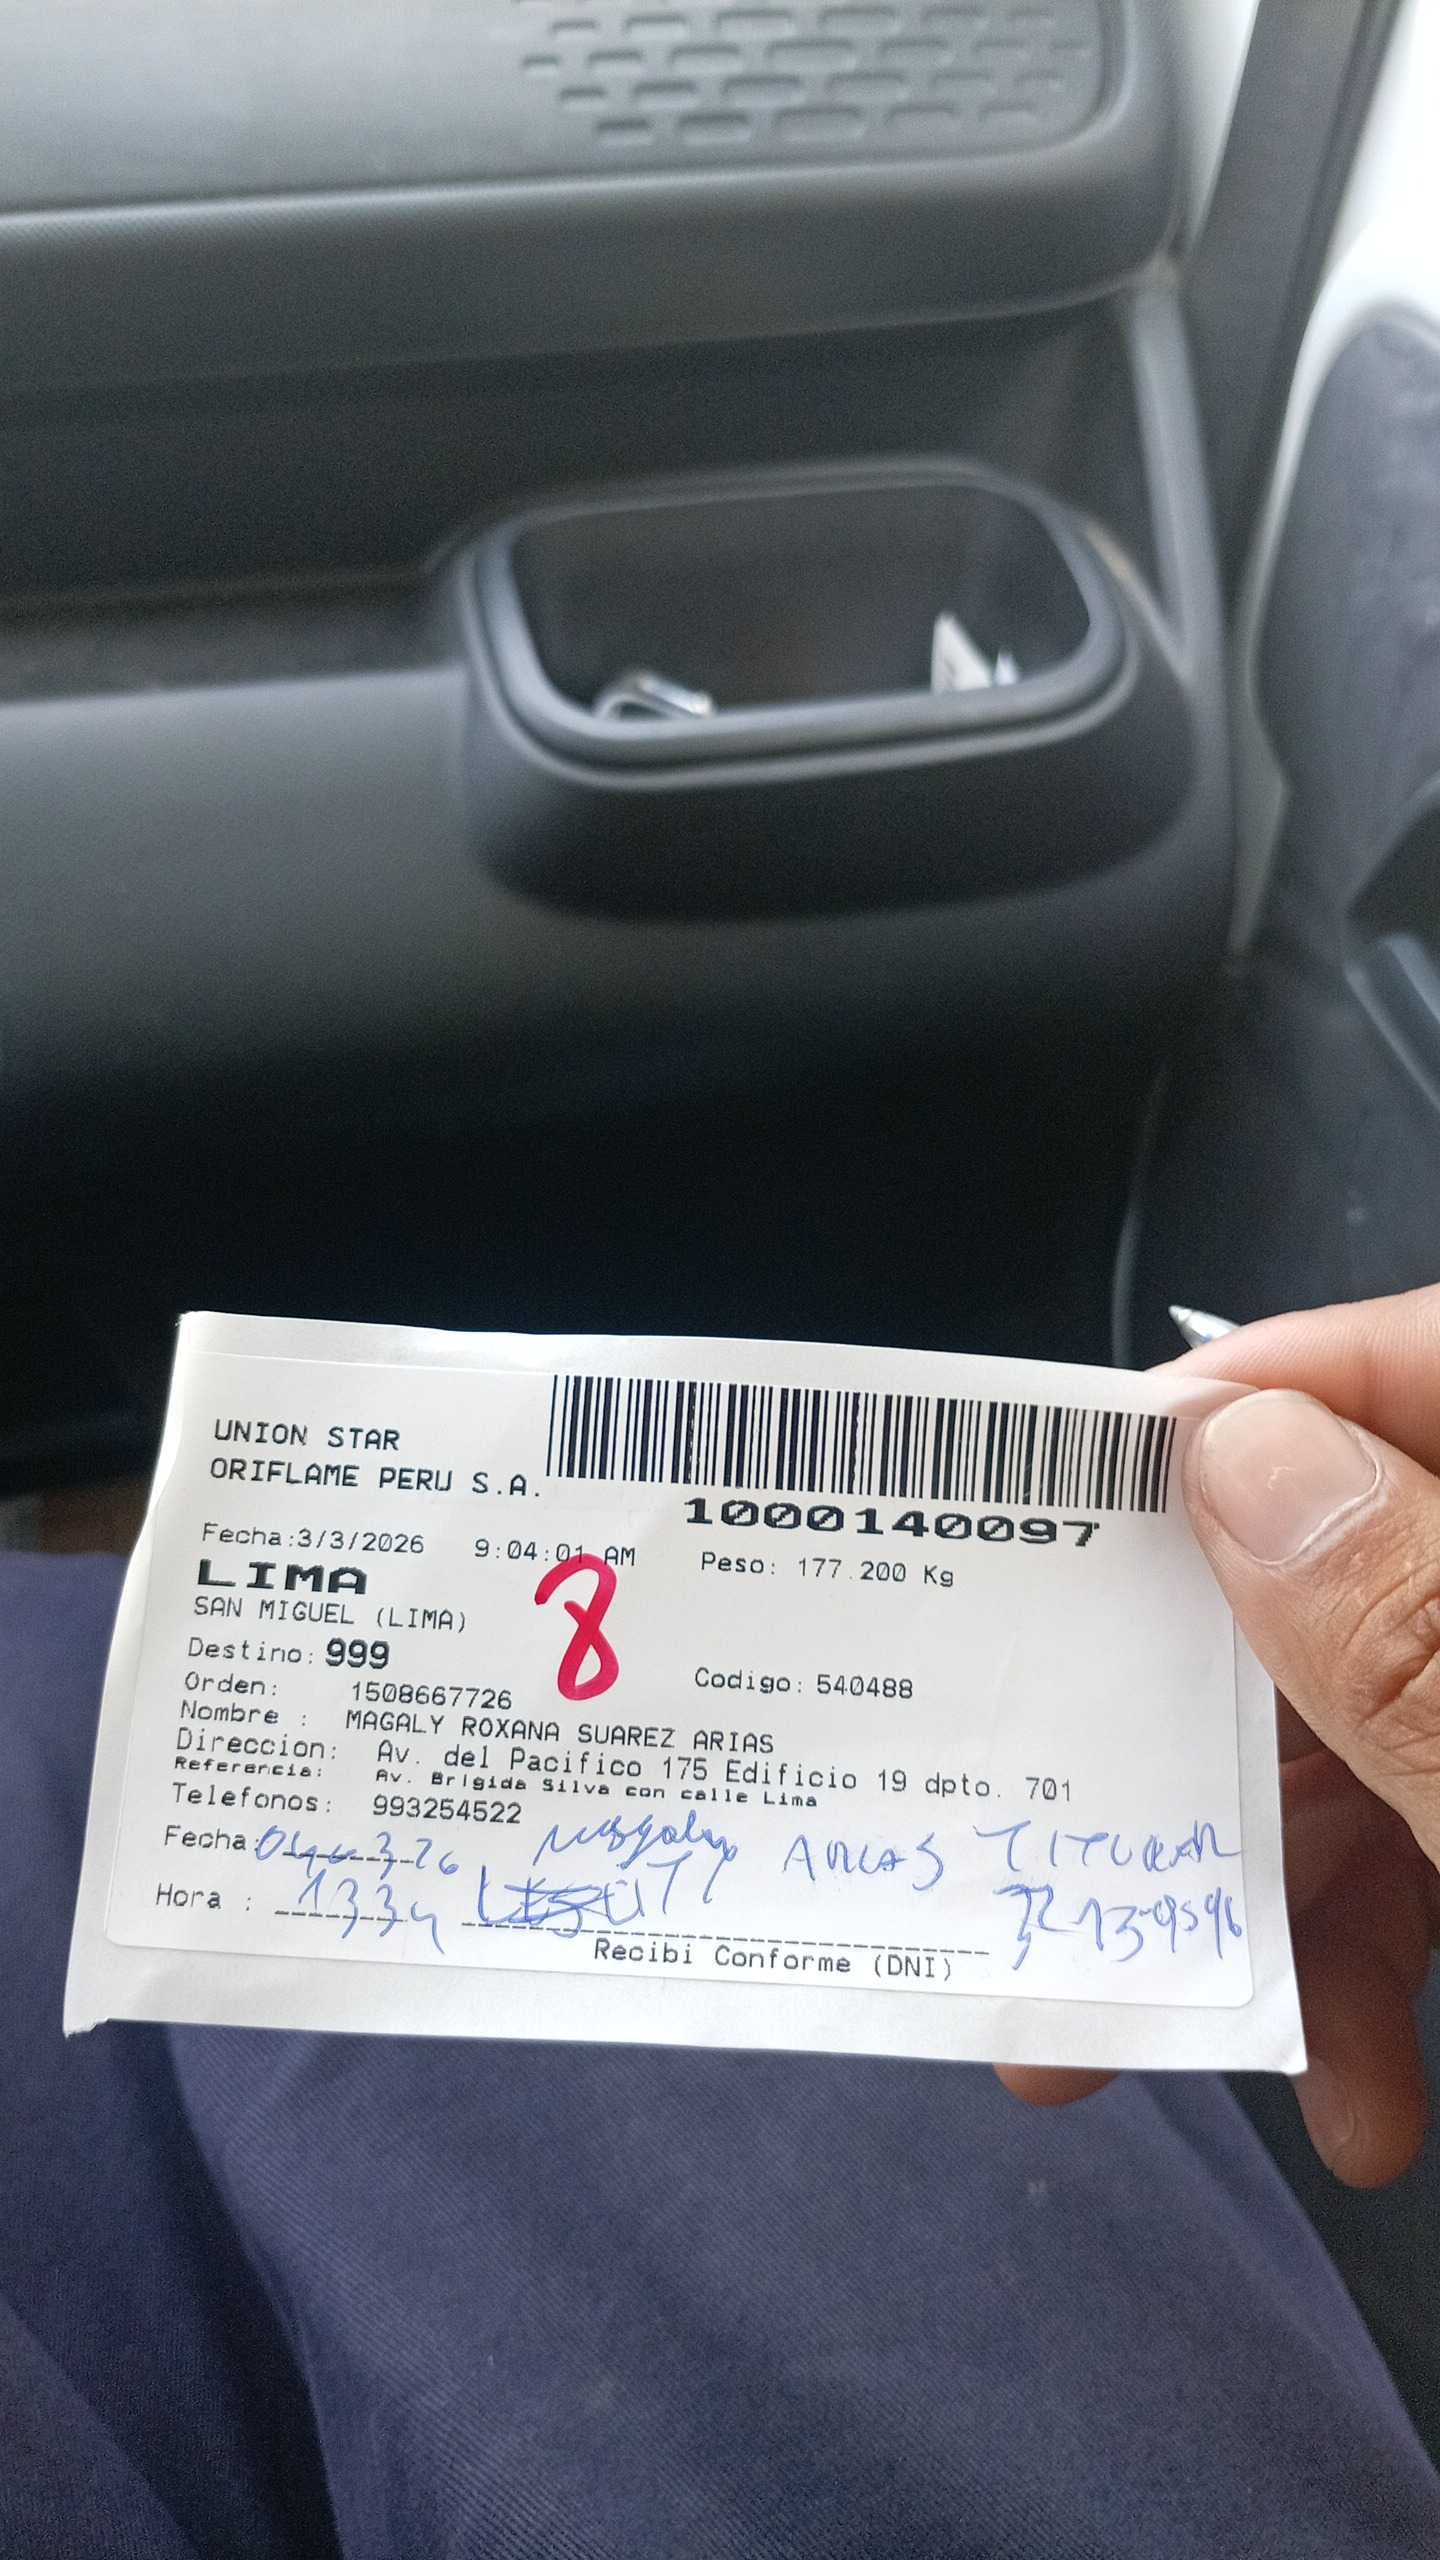 UNION STAR
ORIFLAME PERU S.A.
1000140097
Fecha:3/3/2026 9:04:01 AM Peso: 177.200 Kg
LIMA
8
SAN MIGUEL (LIMA)
Destino: 999
Codigo: 540488
Orden: 1508667726
Nombre : MAGALY ROXANA SUAREZ ARIAS
Direccion: Av. del Pacifico 175 Edificio 19 dpto. 701
Referencia: Av. Brigida Silva con calle Lima
Telefonos: 993254522
Fecha: Magaly ARIAS TITULAR
Hora : 1334
Recibi Conforme (DNI)